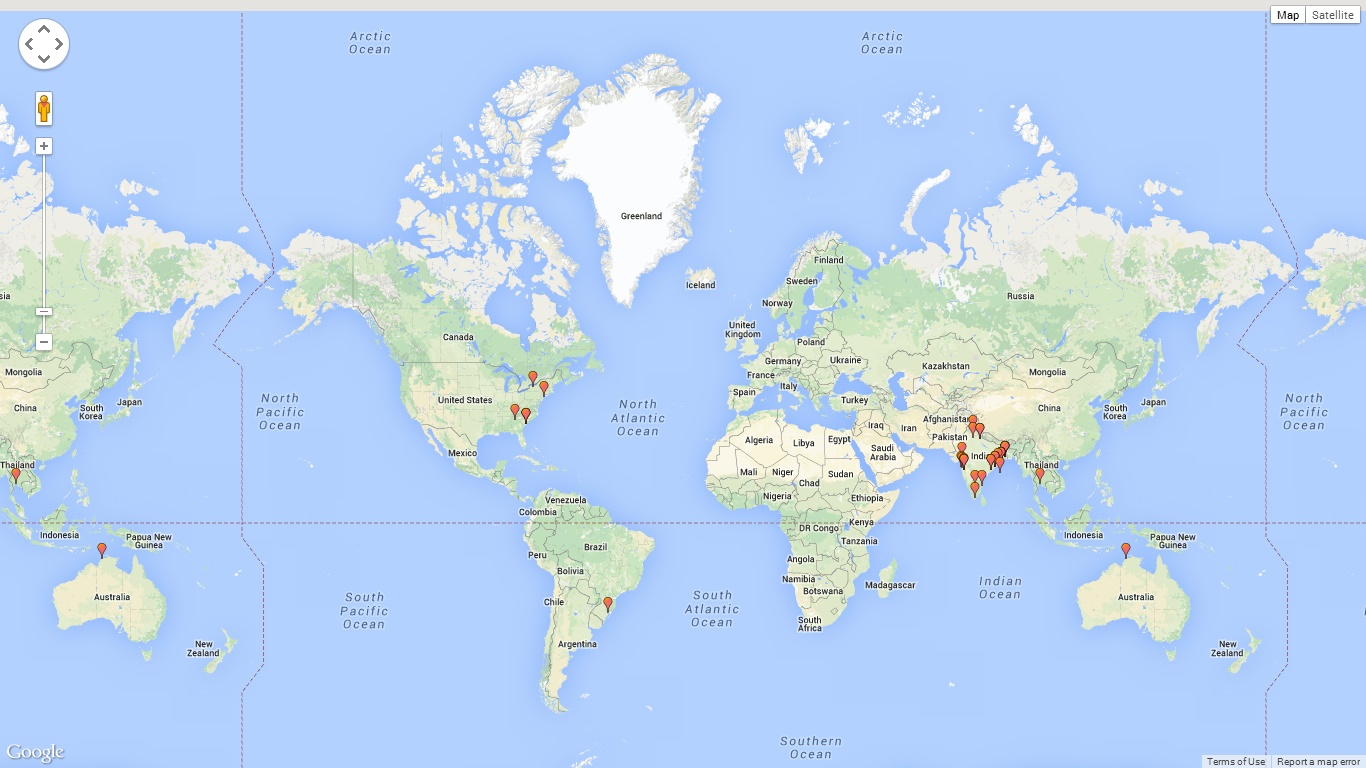 Map
Satellite
Arctic
Ocean
Arctic
Ocean
Greenland
Iceland
Finland
Sweden
Norway
Russia
United
Kingdom
Poland
Germany
Ukraine
France
Italy
Spain
Turkey
Kazakhstan
Mongolia
China
South
Korea
Japan
Mongolia
China
South
Korea
Japan
Canada
United States
Mexico
North
Pacific
Ocean
North
Atlantic
Ocean
North
Pacific
Ocean
Afghanistan
Pakistan
Iran
Iraq
Saudi
Arabia
India
Thailand
Thailand
Algeria
Libya
Egypt
Mali
Niger
Chad
Sudan
Nigeria
Ethiopia
DR Congo
Kenya
Tanzania
Angola
Namibia
Botswana
Madagascar
South
Africa
Venezuela
Colombia
Peru
Brazil
Bolivia
Chile
Argentina
Indonesia
Papua New
Guinea
Australia
New
Zealand
Indonesia
Papua New
Guinea
Australia
New
Zealand
South
Pacific
Ocean
South
Atlantic
Ocean
Indian
Ocean
Southern
Ocean
Google
Terms of Use
Report a map error